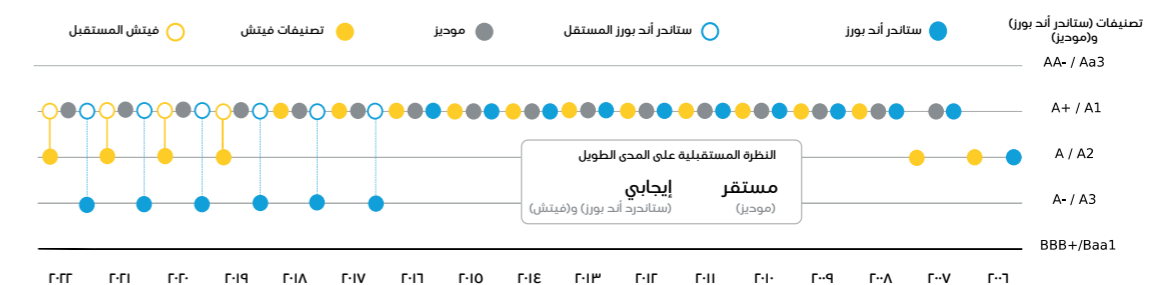 تصنيفات (ستاندر أند بورز) و(موديز)
ستاندر أند بورز
ستاندر أند بورز المستقل
موديز
تصنيفات فيتش
فيتش المستقبل
AA- / Aa3
A+ / A1
A / A2
A- / A3
BBB+/Baa1
النظرة المستقبلية على المدى الطويل
مستقر إيجابي
(موديز) (ستاندرد أند بورز) و(فيتش)
٢٠٠٦ ٢٠٠٧ ٢٠٠٨ ٢٠٠٩ ٢٠١٠ ٢٠١١ ٢٠١٢ ٢٠١٣ ٢٠١٤ ٢٠١٥ ٢٠١٦ ٢٠١٧ ٢٠١٨ ٢٠١٩ ٢٠٢٠ ٢٠٢١ ٢٠٢٢